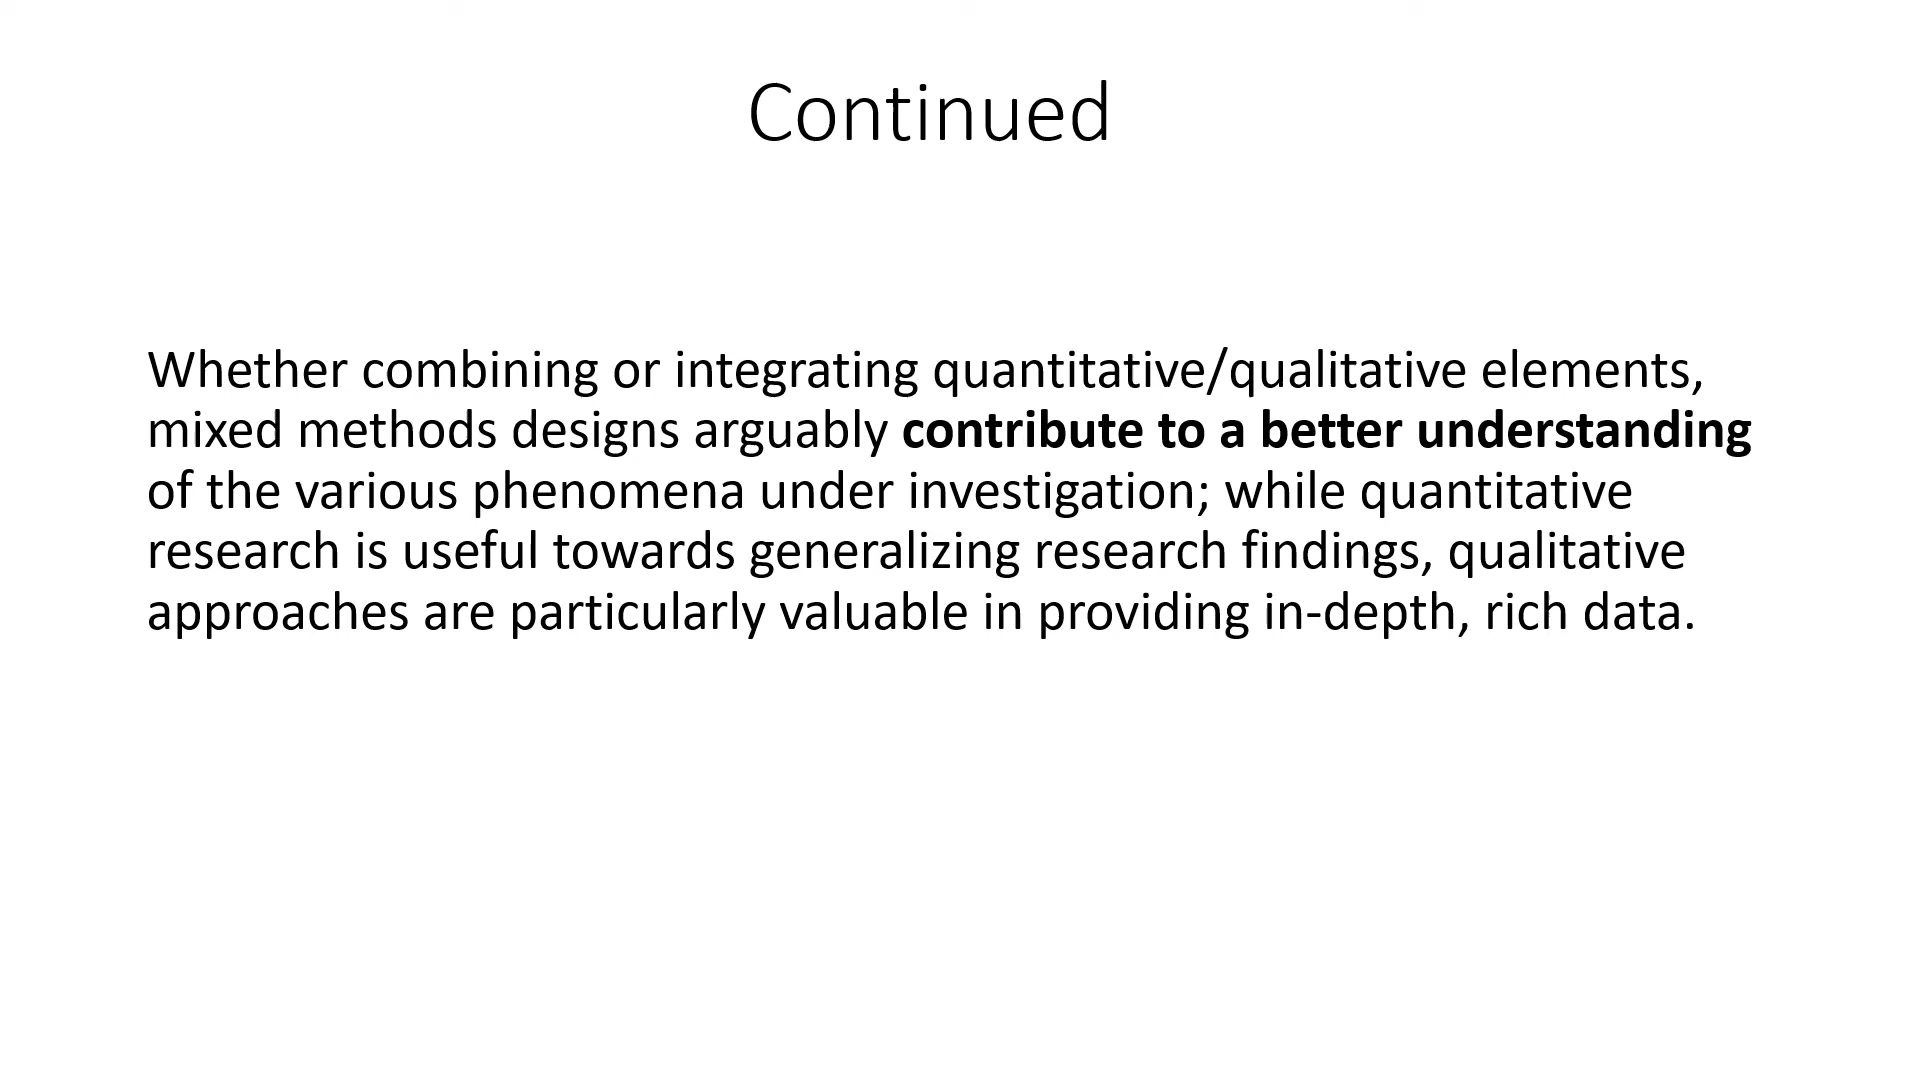 Continued
Whether combining or integrating quantitative/qualitative elements,
mixed methods designs arguably contribute to a better understanding
of the various phenomena under investigation; while quantitative
research is useful towards generalizing research findings, qualitative
approaches are particularly valuable in providing in-depth, rich data.